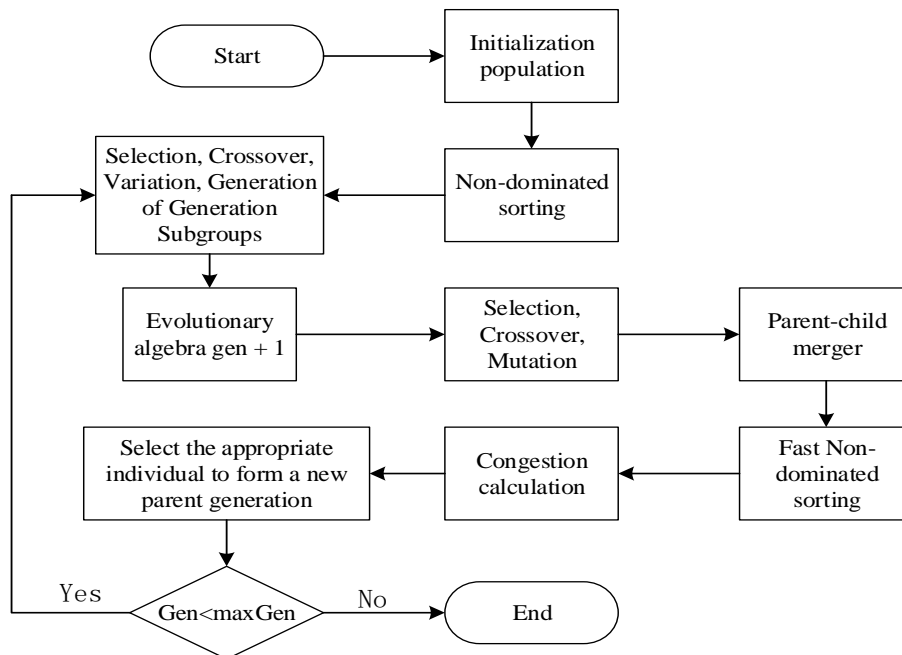 Start
Initialization
population
Selection, Crossover,
Variation, Generation
of Generation
Subgroups
Non-dominated
sorting
Evolutionary
algebra gen + 1
Selection,
Crossover,
Mutation
Parent-child
merger
Select the appropriate
individual to form a new
parent generation
Congestion
calculation
Fast Non-
dominated
sorting
Yes
Gen<maxGen
No
End